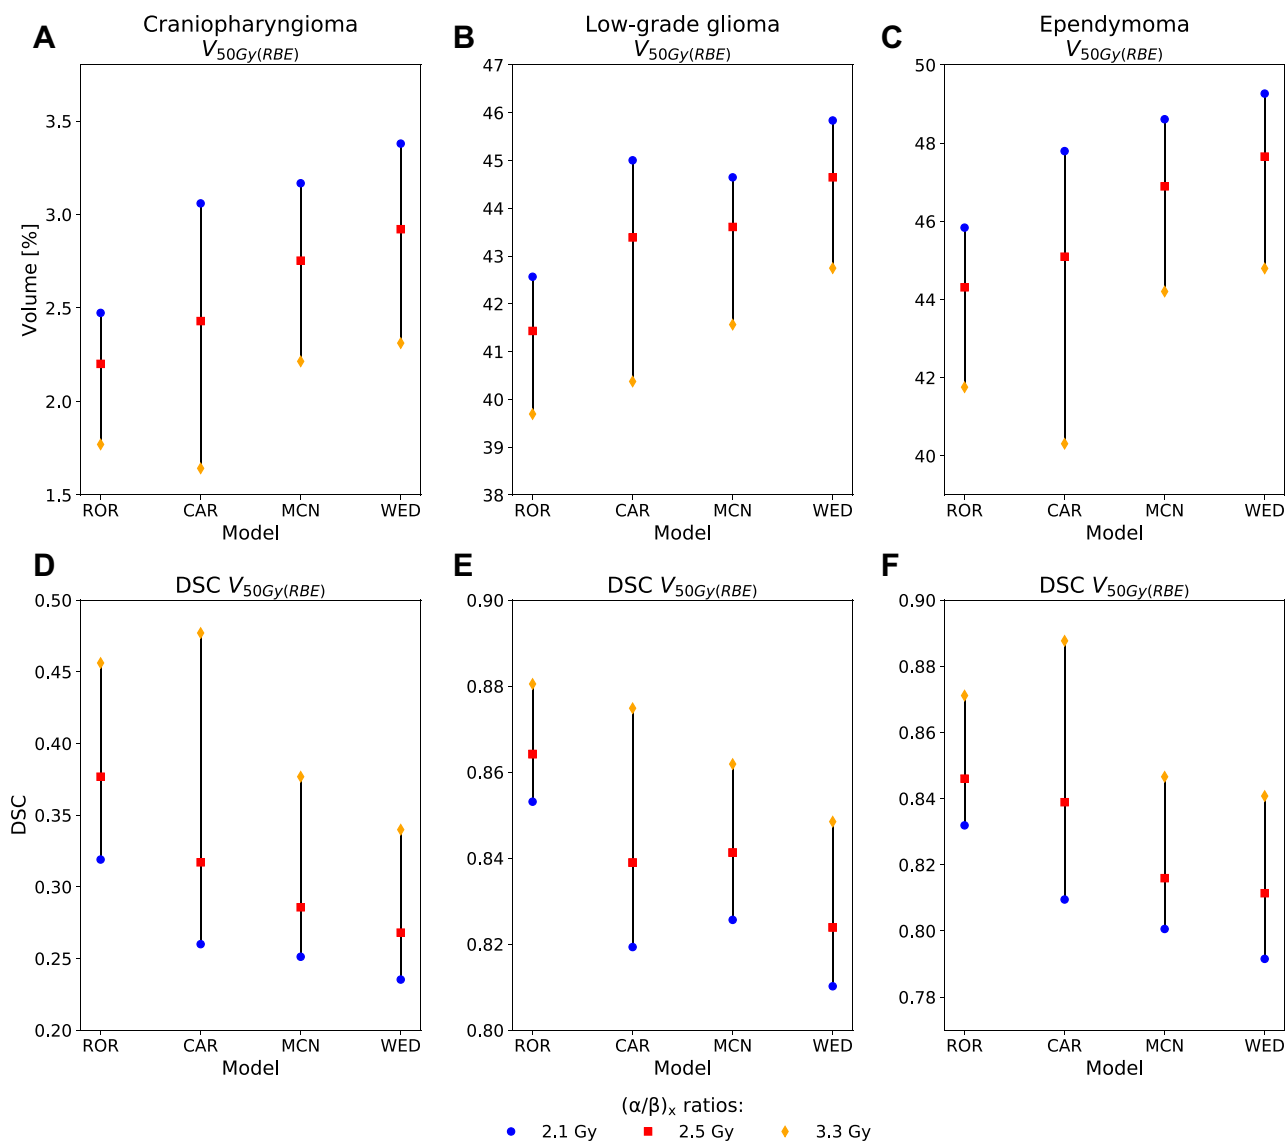 A
Craniopharyngioma
V50Gy(RBE)
Volume [%]
3.5
3.0
2.5
2.0
1.5
ROR CAR MCN WED
Model
B
Low-grade glioma
V50Gy(RBE)
47
46
45
44
43
42
41
40
39
38
ROR CAR MCN WED
Model
C
Ependymoma
V50Gy(RBE)
50
48
46
44
42
40
ROR CAR MCN WED
Model
D
DSC V50Gy(RBE)
DSC
0.50
0.45
0.40
0.35
0.30
0.25
0.20
ROR CAR MCN WED
Model
E
DSC V50Gy(RBE)
0.90
0.88
0.86
0.84
0.82
0.80
ROR CAR MCN WED
Model
F
DSC V50Gy(RBE)
0.90
0.88
0.86
0.84
0.82
0.80
0.78
ROR CAR MCN WED
Model
(α/β)x ratios:
2.1 Gy 2.5 Gy 3.3 Gy